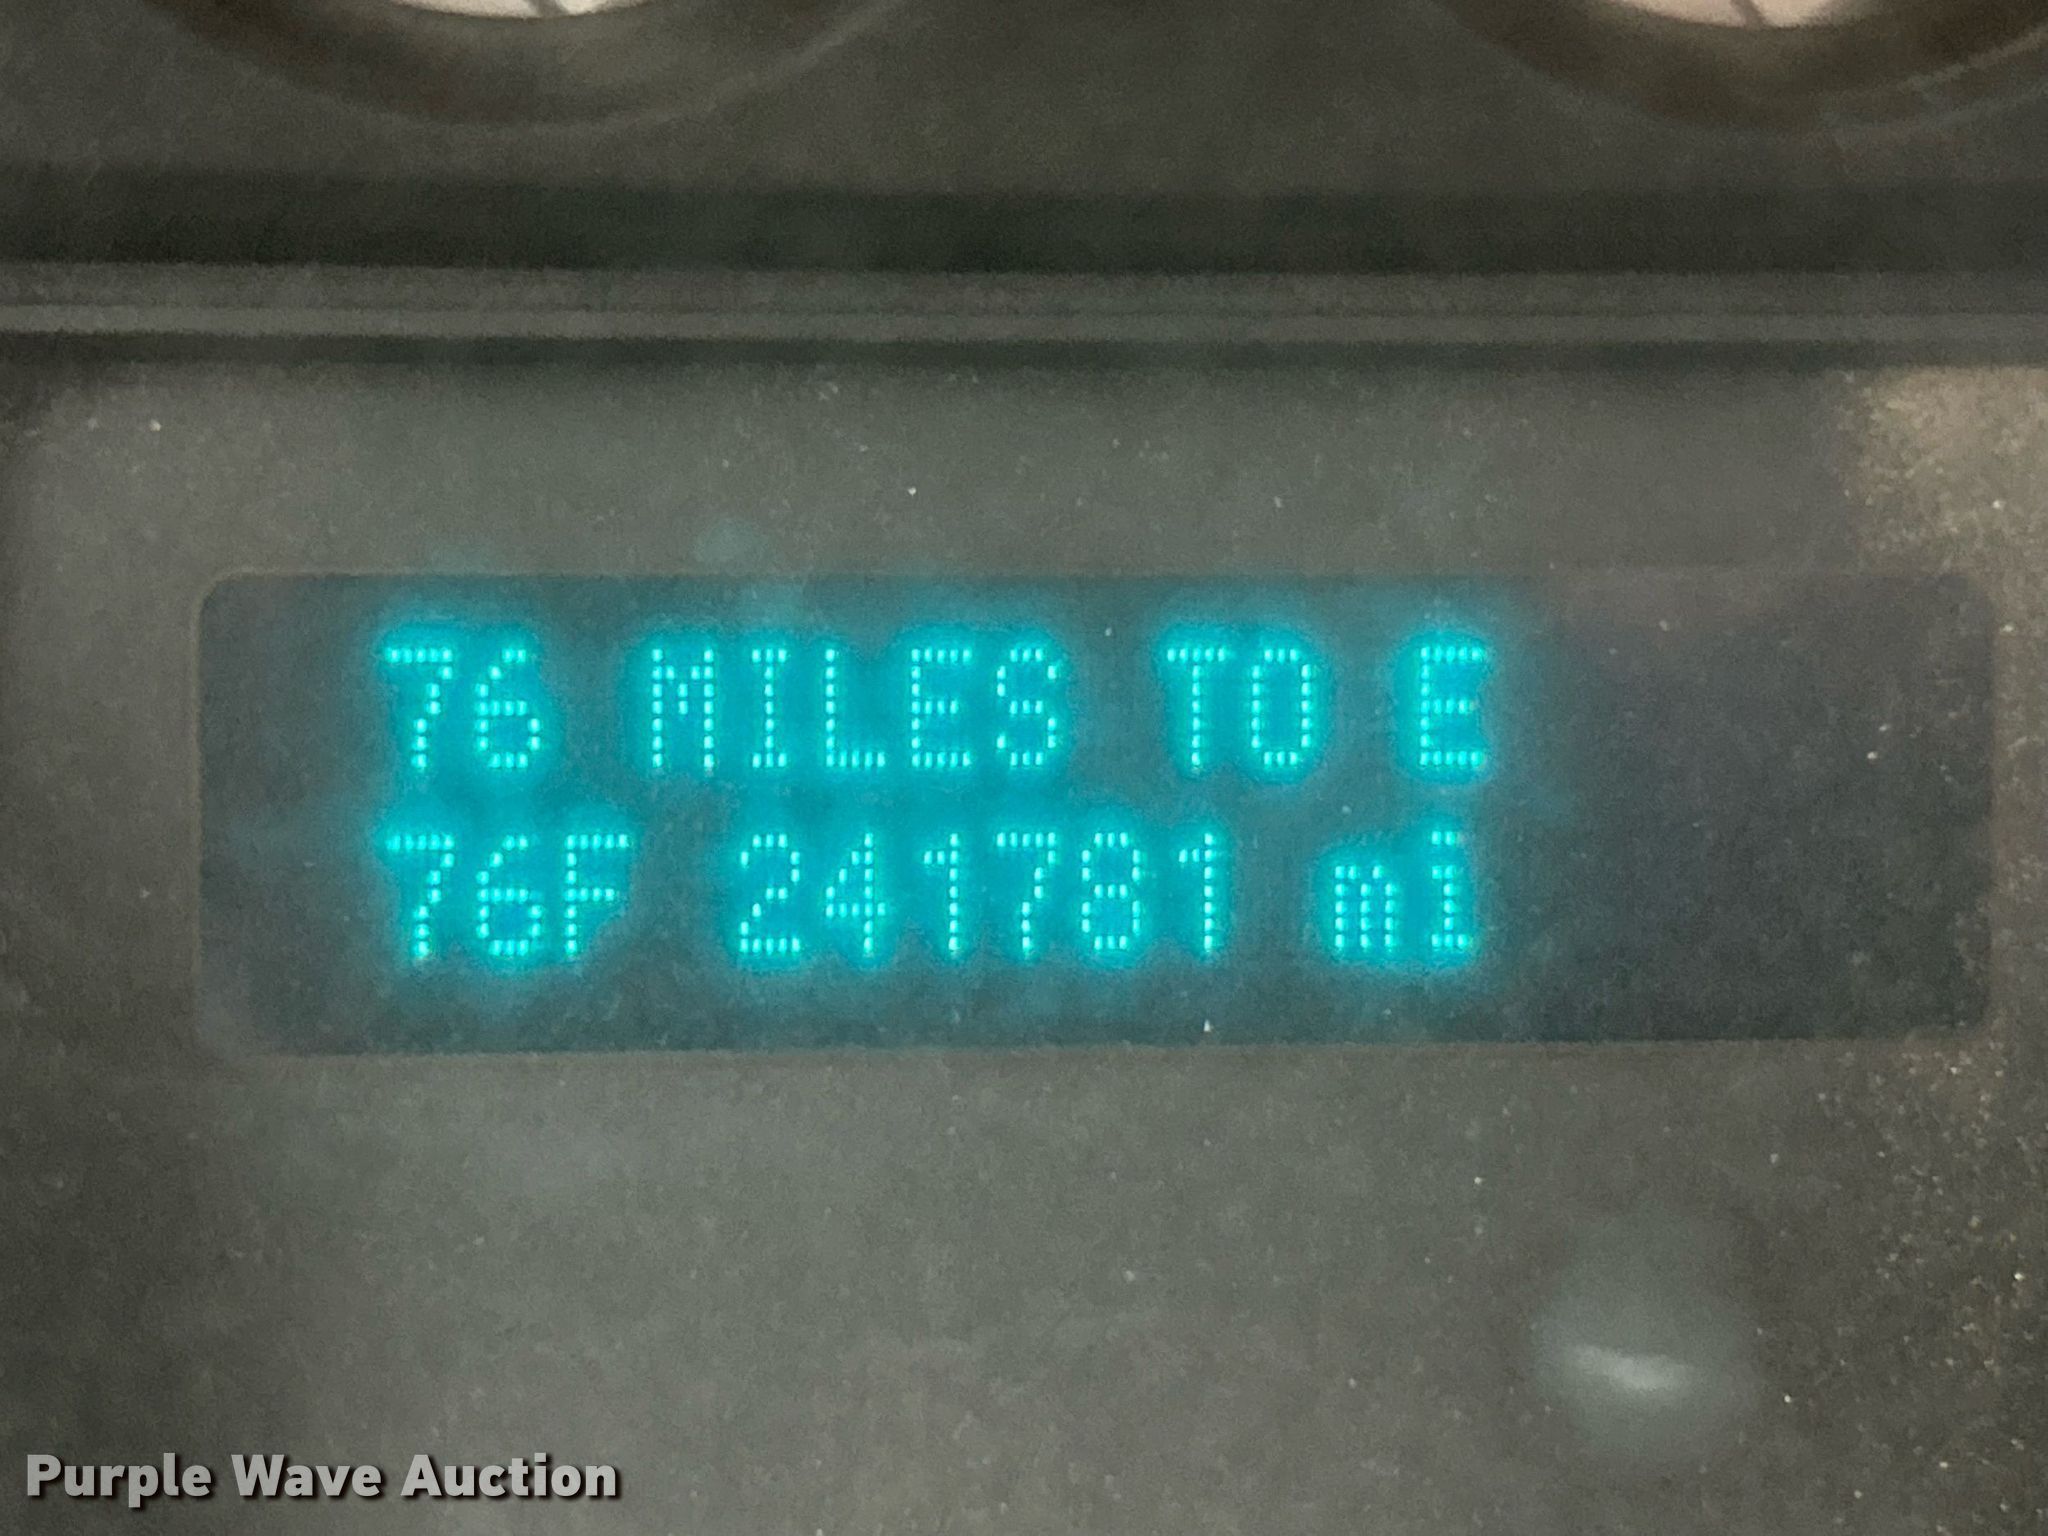 76 MILES TO E
76F 241781 mi
Purple Wave Auction